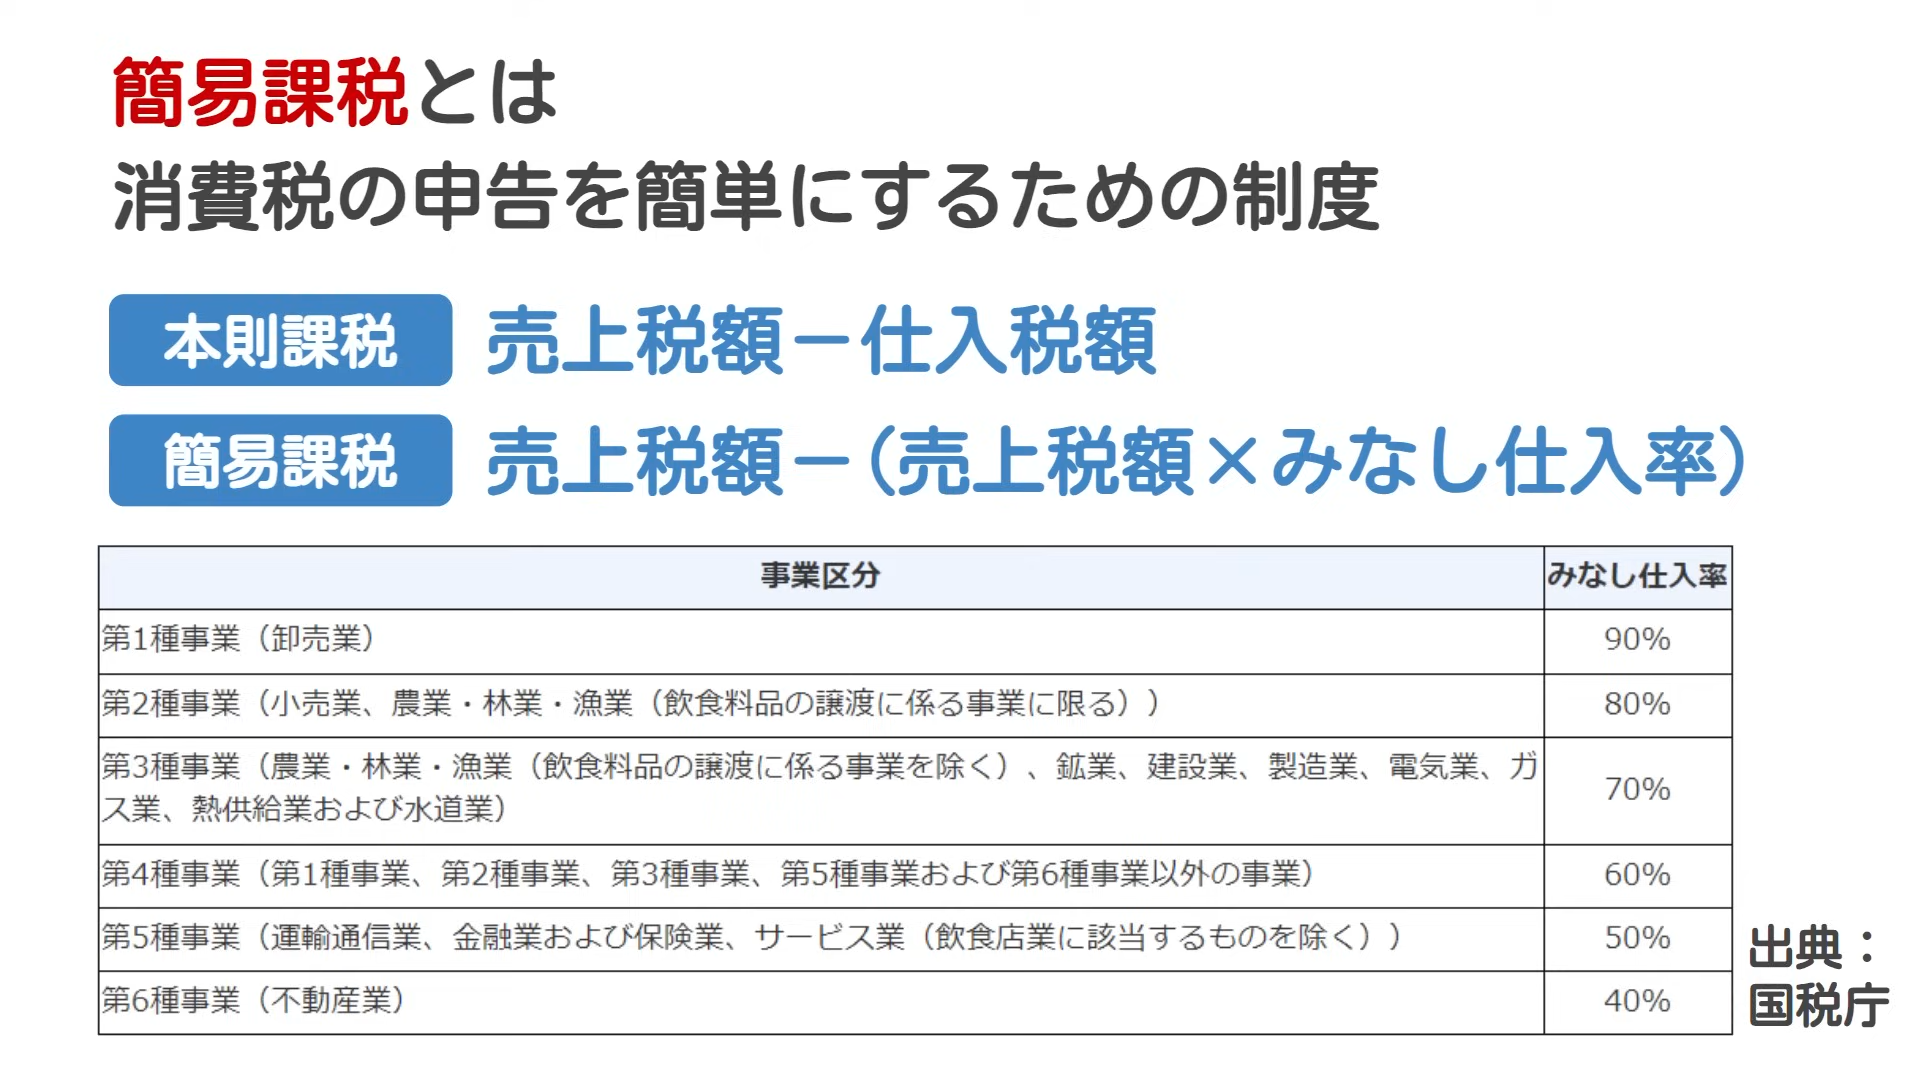 簡易課税とは
消費税の申告を簡単にするための制度
本則課税 売上税額－仕入税額
簡易課税 売上税額－(売上税額×みなし仕入率)
事業区分 みなし仕入率
第1種事業（卸売業） 90%
第2種事業（小売業、農業・林業・漁業（飲食料品の譲渡に係る事業に限る）） 80%
第3種事業（農業・林業・漁業（飲食料品の譲渡に係る事業を除く）、鉱業、建設業、製造業、電気業、ガ
ス業、熱供給業および水道業） 70%
第4種事業（第1種事業、第2種事業、第3種事業、第5種事業および第6種事業以外の事業） 60%
第5種事業（運輸通信業、金融業および保険業、サービス業（飲食店業に該当するものを除く）） 50%
第6種事業（不動産業） 40%
出典：
国税庁